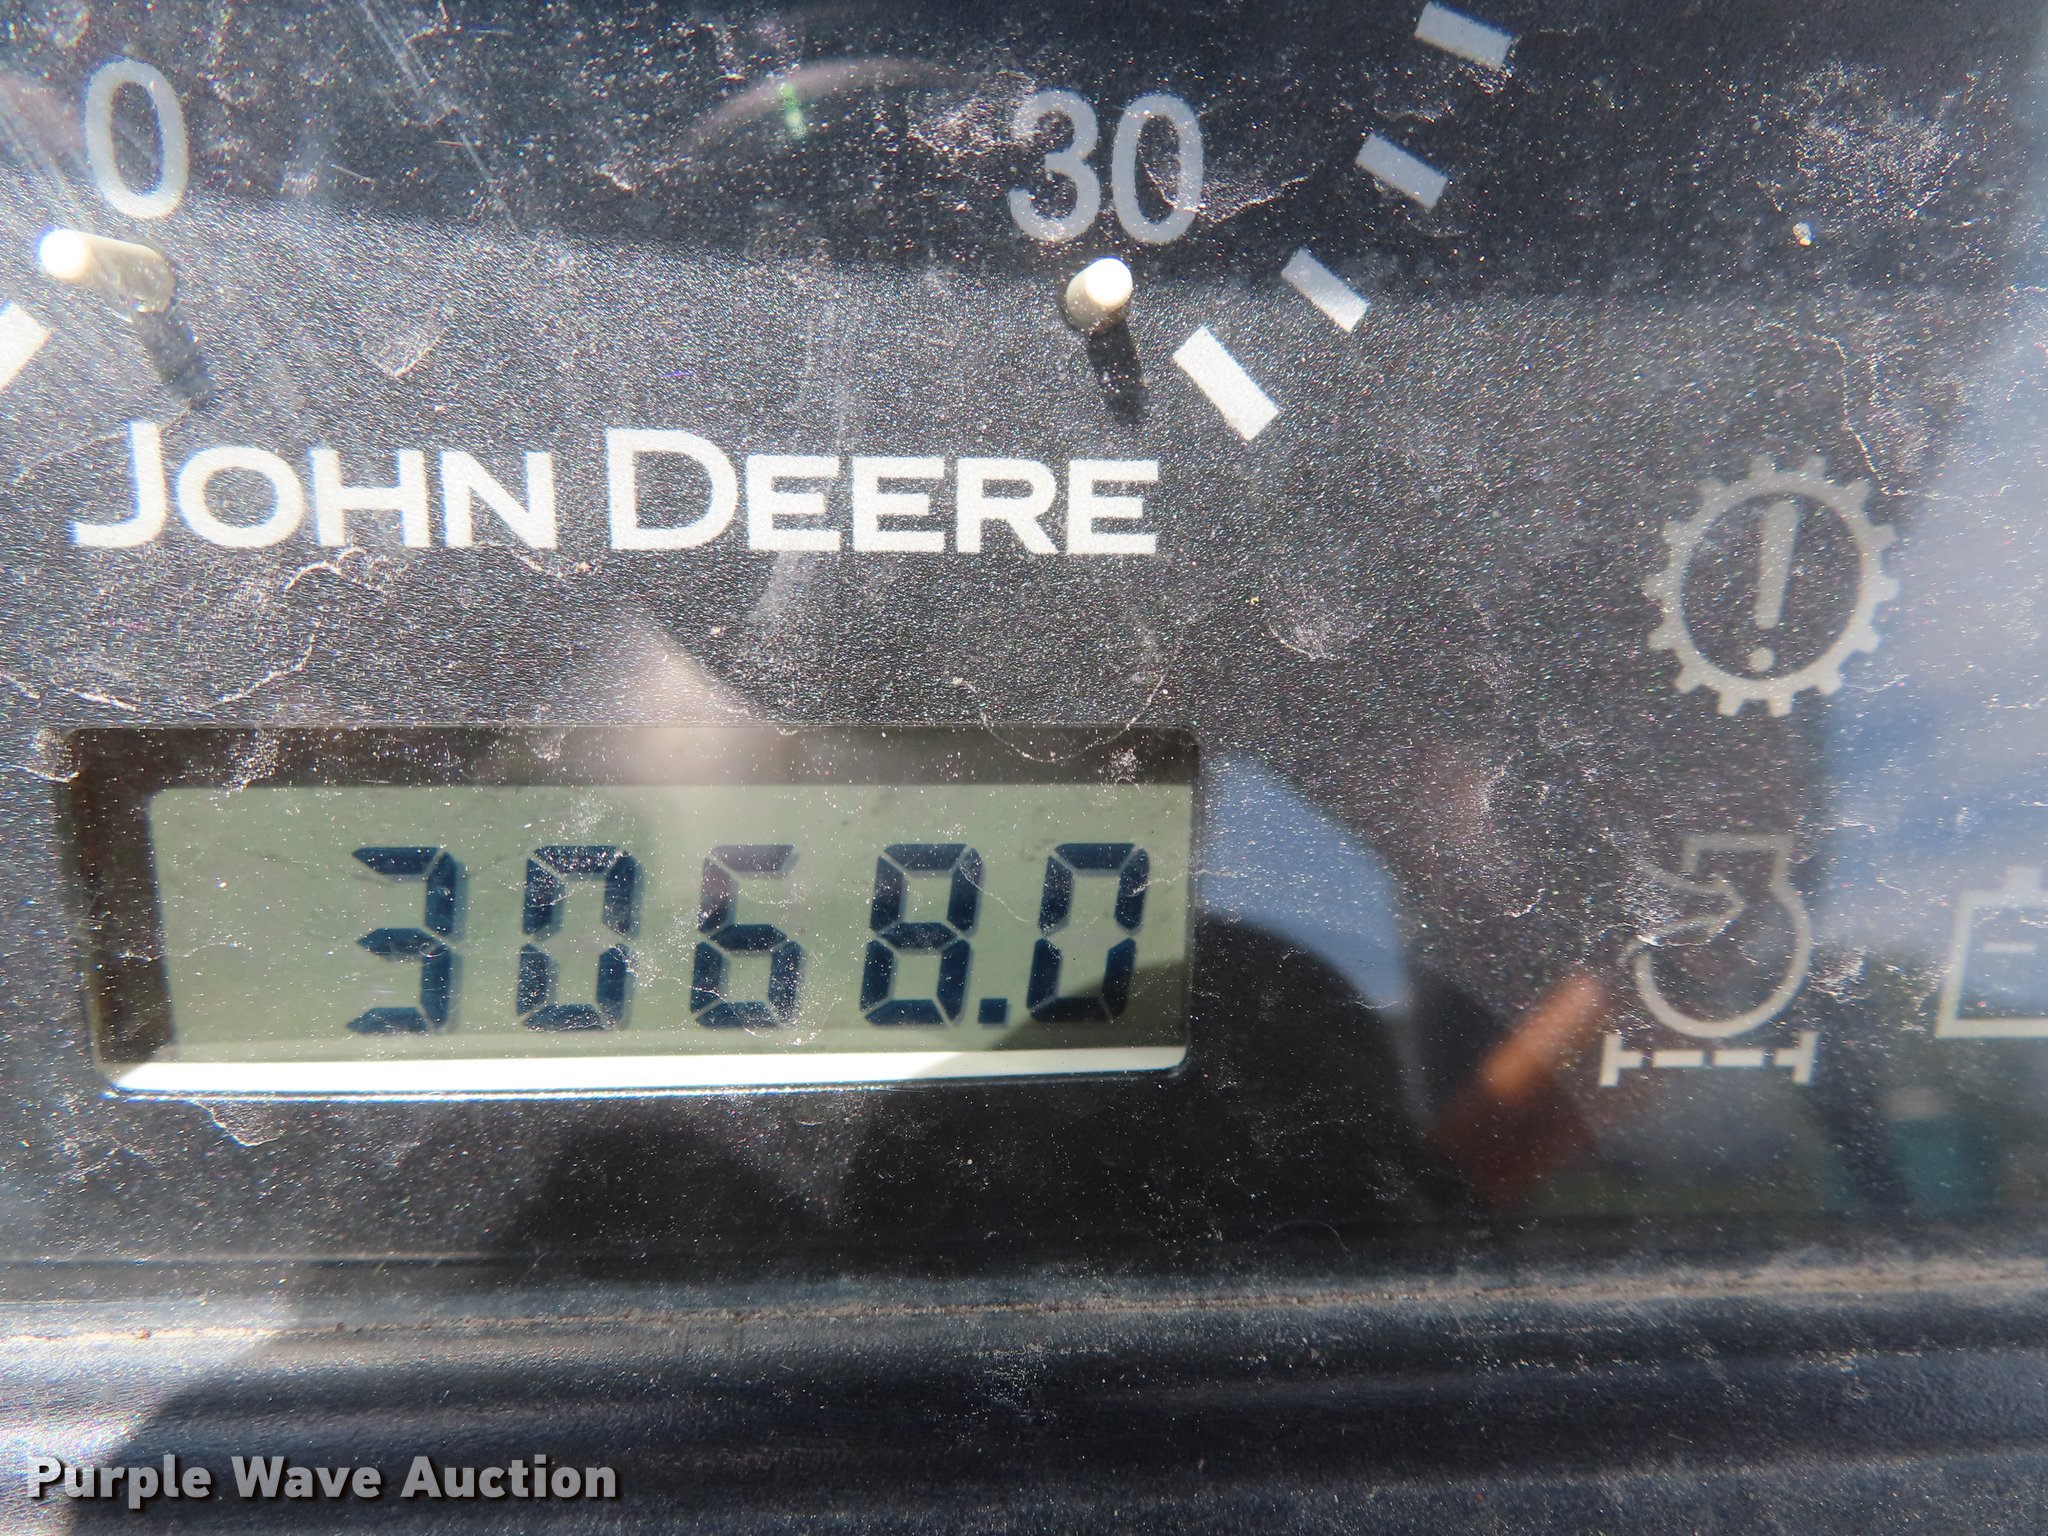 0 30
JOHN DEERE
3068.0
Purple Wave Auction